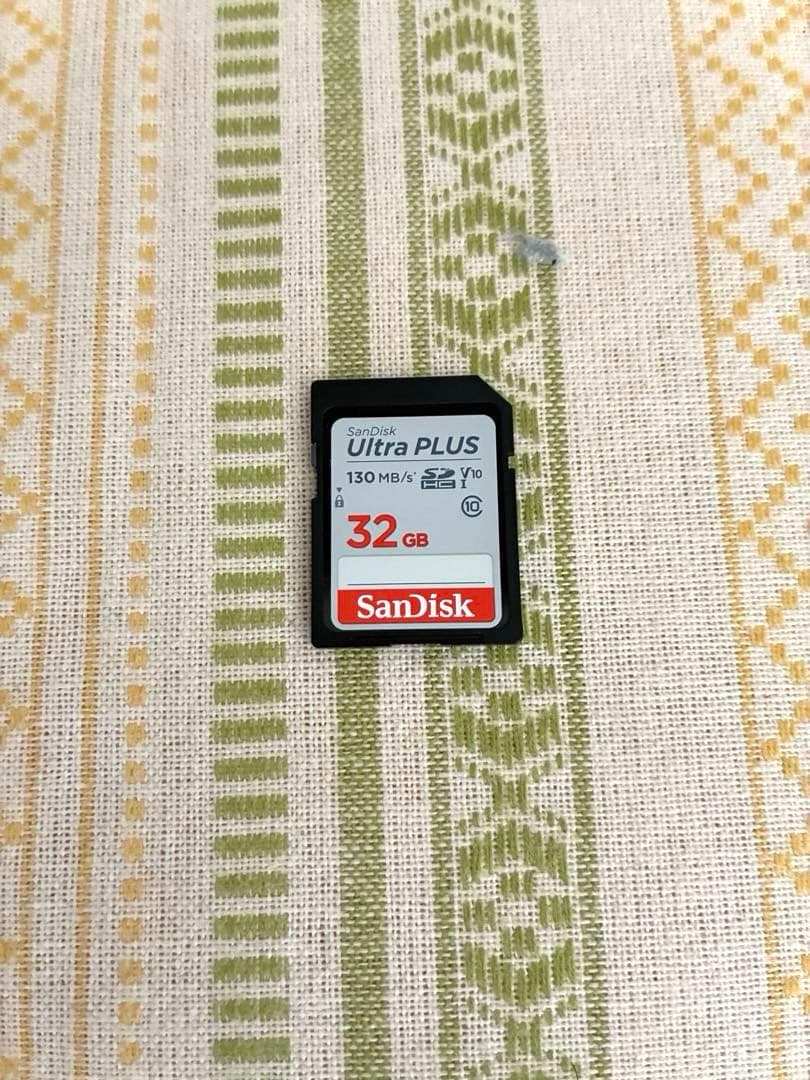 SanDisk
Ultra PLUS
130 MB/s* SD HC V10 I
10
32 GB
SanDisk